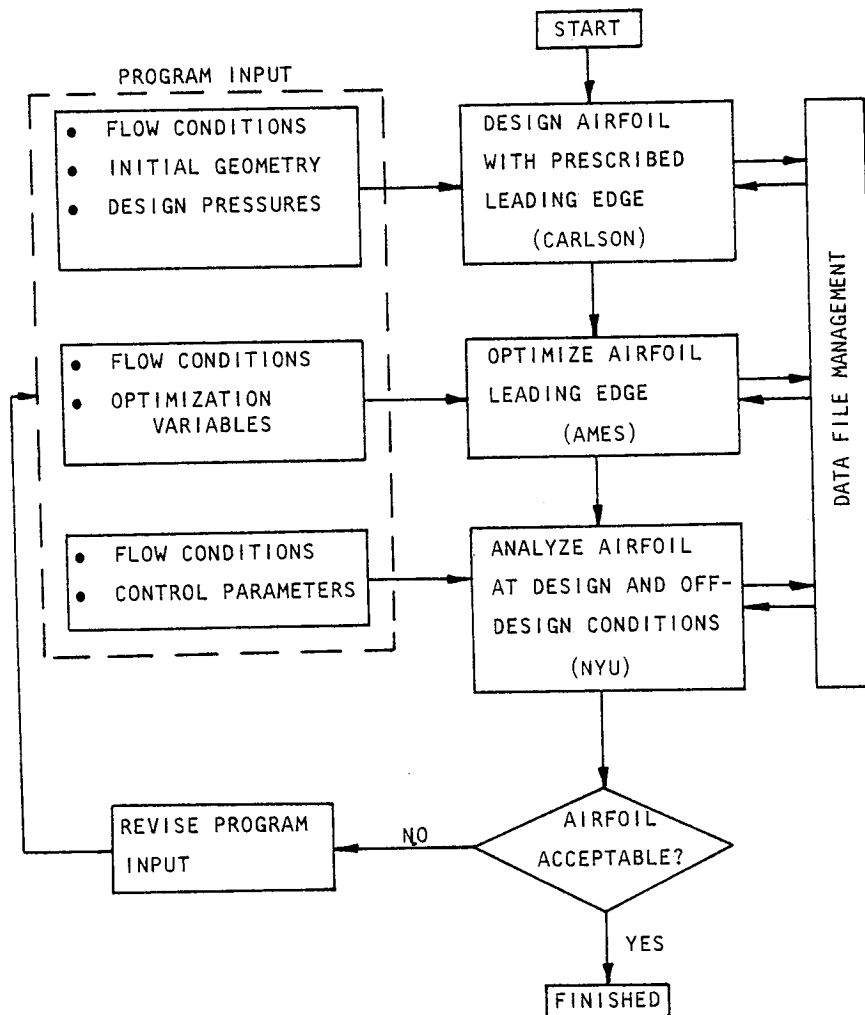 START
PROGRAM INPUT
• FLOW CONDITIONS
• INITIAL GEOMETRY
• DESIGN PRESSURES
DESIGN AIRFOIL
WITH PRESCRIBED
LEADING EDGE
(CARLSON)
• FLOW CONDITIONS
• OPTIMIZATION
VARIABLES
OPTIMIZE AIRFOIL
LEADING EDGE
(AMES)
• FLOW CONDITIONS
• CONTROL PARAMETERS
ANALYZE AIRFOIL
AT DESIGN AND OFF-
DESIGN CONDITIONS
(NYU)
DATA FILE MANAGEMENT
REVISE PROGRAM
INPUT
NO
AIRFOIL
ACCEPTABLE?
YES
FINISHED